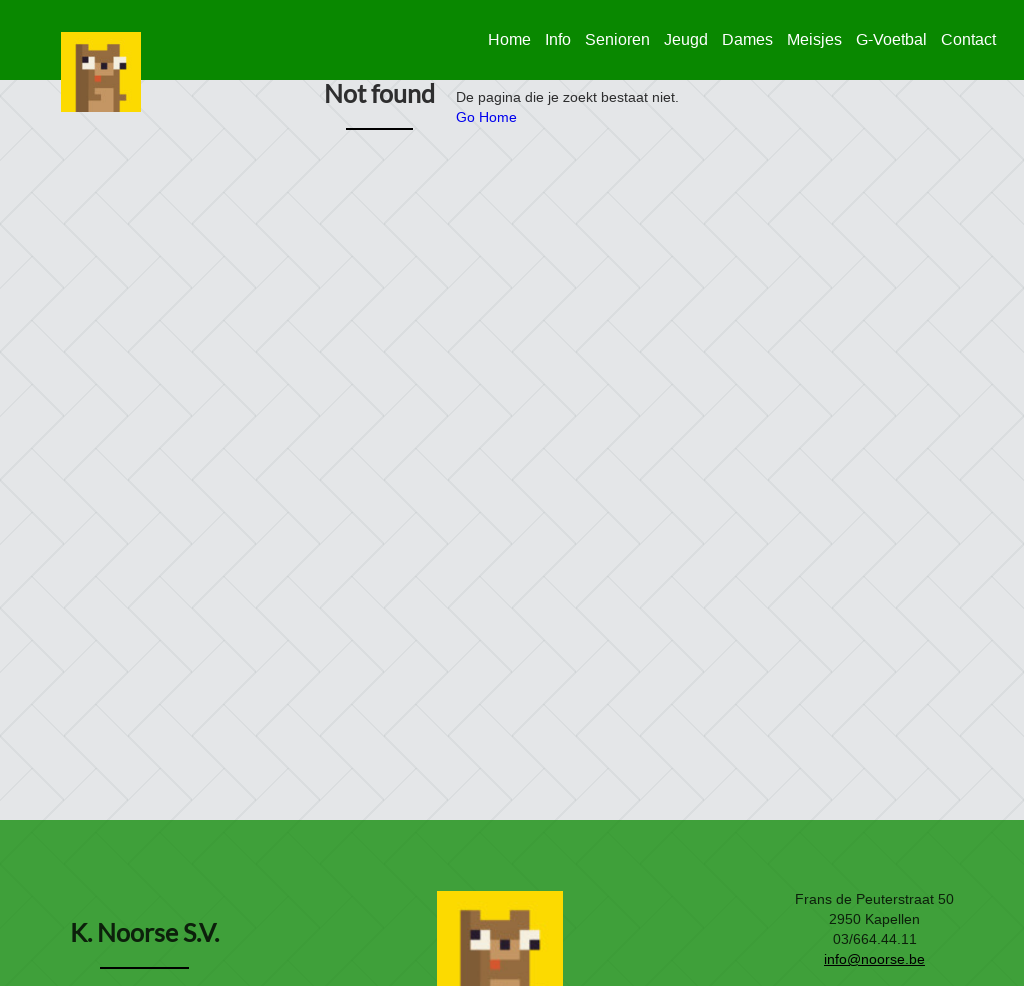 Home Info Senioren Jeugd Dames Meisjes G-Voetbal Contact
Not found
De pagina die je zoekt bestaat niet.
Go Home
K. Noorse S.V.
Frans de Peuterstraat 50
2950 Kapellen
03/664.44.11
info@noorse.be